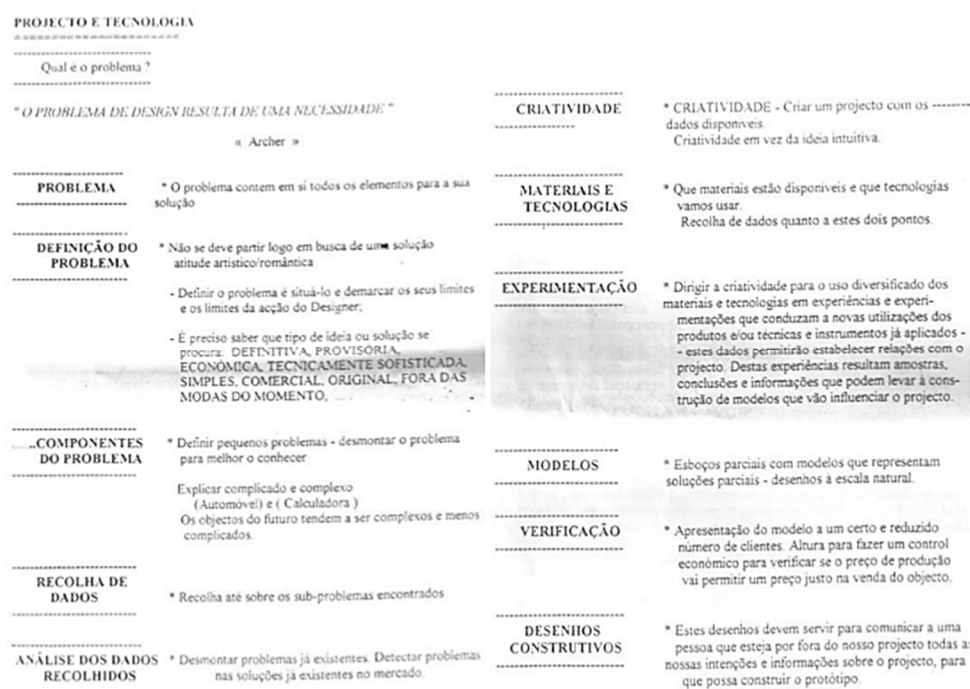 PROJECTO E TECNOLOGIA
Qual é o problema ?
" O PROBLEMA DE DESIGN RESULTA DE UMA NECESSIDADE "
« Archer »
PROBLEMA
* O problema contem em si todos os elementos para a sua
solução
DEFINIÇÃO DO
PROBLEMA
* Não se deve partir logo em busca de uma solução
atitude artistico/romântica
- Definir o problema é situá-lo e demarcar os seus limites
e os limites da acção do Designer;
- É preciso saber que tipo de ideia ou solução se
procura: DEFINITIVA, PROVISÓRIA,
ECONÓMICA, TECNICAMENTE SOFISTICADA,
SIMPLES, COMERCIAL, ORIGINAL, FORA DAS
MODAS DO MOMENTO, ...
..COMPONENTES
DO PROBLEMA
* Definir pequenos problemas - desmontar o problema
para melhor o conhecer
Explicar complicado e complexo
(Automóvel) e ( Calculadora )
Os objectos do futuro tendem a ser complexos e menos
complicados.
RECOLHA DE
DADOS
* Recolha até sobre os sub-problemas encontrados
ANÁLISE DOS DADOS
RECOLHIDOS
* Desmontar problemas já existentes. Detectar problemas
nas soluções já existentes no mercado.
CRIATIVIDADE
* CRIATIVIDADE - Criar um projecto com os --------
dados disponiveis.
Criatividade em vez da ideia intuitiva.
MATERIAIS E
TECNOLOGIAS
* Que materiais estão disponiveis e que tecnologias
vamos usar.
Recolha de dados quanto a estes dois pontos.
EXPERIMENTAÇÃO
* Dirigir a criatividade para o uso diversificado dos
materiais e tecnologias em experiências e experi-
mentações que conduzam a novas utilizações dos
produtos e/ou técnicas e instrumentos já aplicados -
- estes dados permitirão estabelecer relações com o
projecto. Destas experiências resultam amostras,
conclusões e informações que podem levar à cons-
trução de modelos que vão influenciar o projecto.
MODELOS
* Esboços parciais com modelos que representam
soluções parciais - desenhos à escala natural.
VERIFICAÇÃO
* Apresentação do modelo a um certo e reduzido
número de clientes. Altura para fazer um control
económico para verificar se o preço de produção
vai permitir um preço justo na venda do objecto.
DESENHOS
CONSTRUTIVOS
* Estes desenhos devem servir para comunicar a uma
pessoa que esteja por fora do nosso projecto todas as
nossas intenções e informações sobre o projecto, para
que possa construir o protótipo.